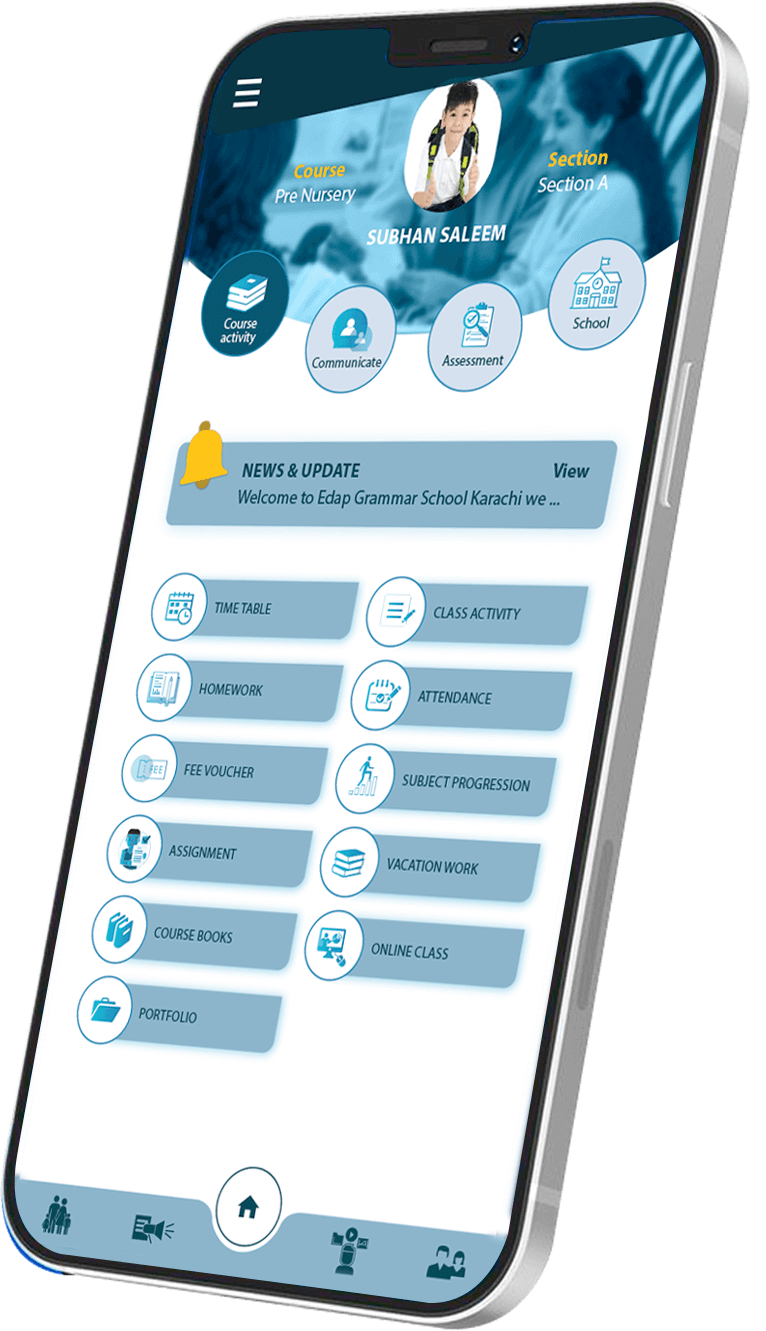 Course
Pre Nursery
Section
Section A
SUBHAN SALEEM
Course
activity
Communicate
Assessment
School
NEWS & UPDATE
View
Welcome to Edap Grammar School Karachi we ...
TIME TABLE
CLASS ACTIVITY
HOMEWORK
ATTENDANCE
FEE
FEE VOUCHER
SUBJECT PROGRESSION
ASSIGNMENT
VACATION WORK
COURSE BOOKS
ONLINE CLASS
PORTFOLIO